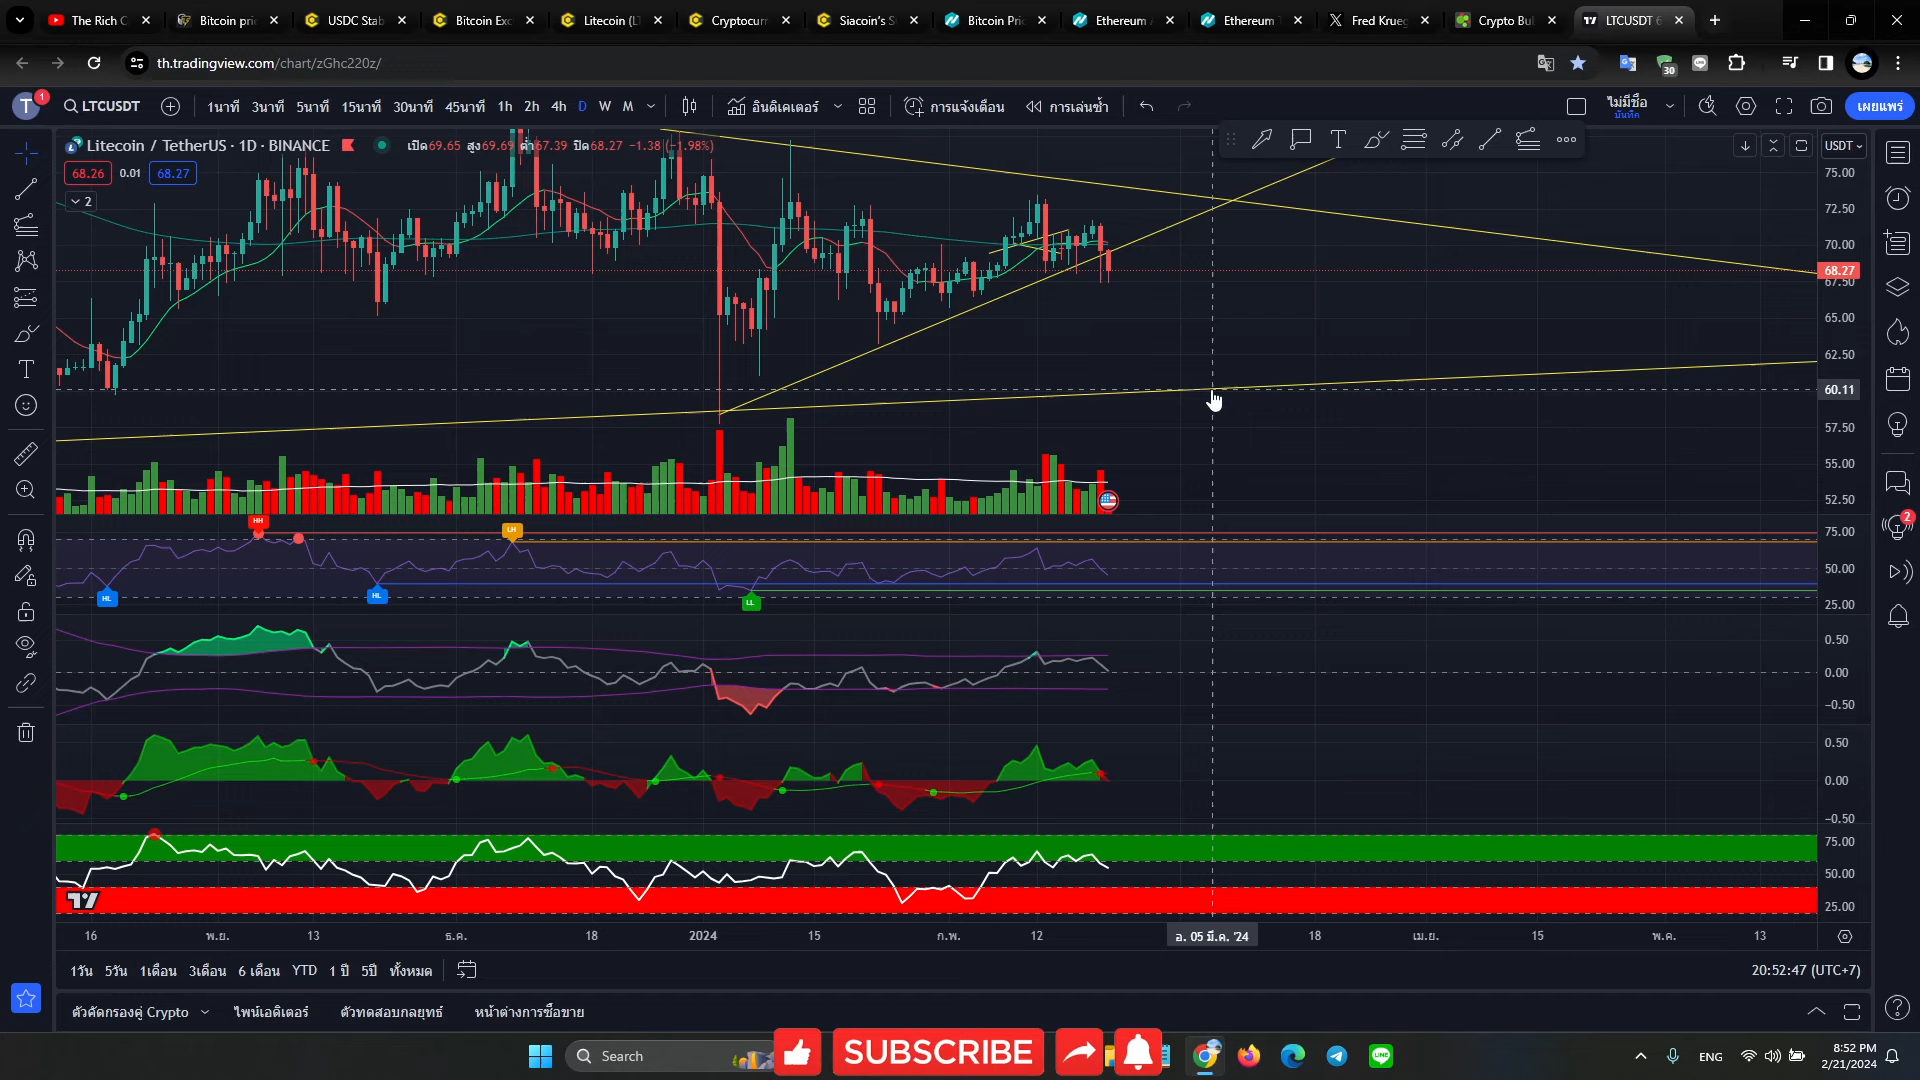 The Rich C
Bitcoin pri
USDC Stab
Bitcoin Exc
Litecoin (L
Cryptocurr
Siacoin's S
Bitcoin Pric
Ethereum
Ethereum
Fred Krueg
Crypto Bul
LTCUSDT 6
th.tradingview.com/chart/zGhc220z/
30
T
1
LTCUSDT
1นาที 3นาที 5นาที 15นาที 30นาที 45นาที 1h 2h 4h D W M
อินดิเคเตอร์
การแจ้งเตือน
การเล่นซ้ำ
ไม่มีชื่อ
บันทึก
เผยแพร่
Litecoin / TetherUS · 1D · BINANCE
เปิด69.65 สูง69.69 ต่ำ67.39 ปิด68.27 −1.38 (−1.98%)
68.26 0.01 68.27
2
USDT
75.00
72.50
70.00
68.27
67.50
65.00
62.50
60.11
57.50
55.00
52.50
HH
LH
HL
HL
LL
75.00
50.00
25.00
0.50
0.00
−0.50
0.50
0.00
−0.50
75.00
50.00
25.00
2
16 พ.ย. 13 ธ.ค. 18 2024 15 ก.พ. 12 อ. 05 มี.ค. '24 18 เม.ย. 15 พ.ค. 13
1วัน 5วัน 1เดือน 3เดือน 6 เดือน YTD 1 ปี 5ปี ทั้งหมด
20:52:47 (UTC+7)
ตัวคัดกรองคู่ Crypto
ไพน์เอดิเตอร์
ตัวทดสอบกลยุทธ์
หน้าต่างการซื้อขาย
Search
SUBSCRIBE
LINE
ENG
8:52 PM
2/21/2024